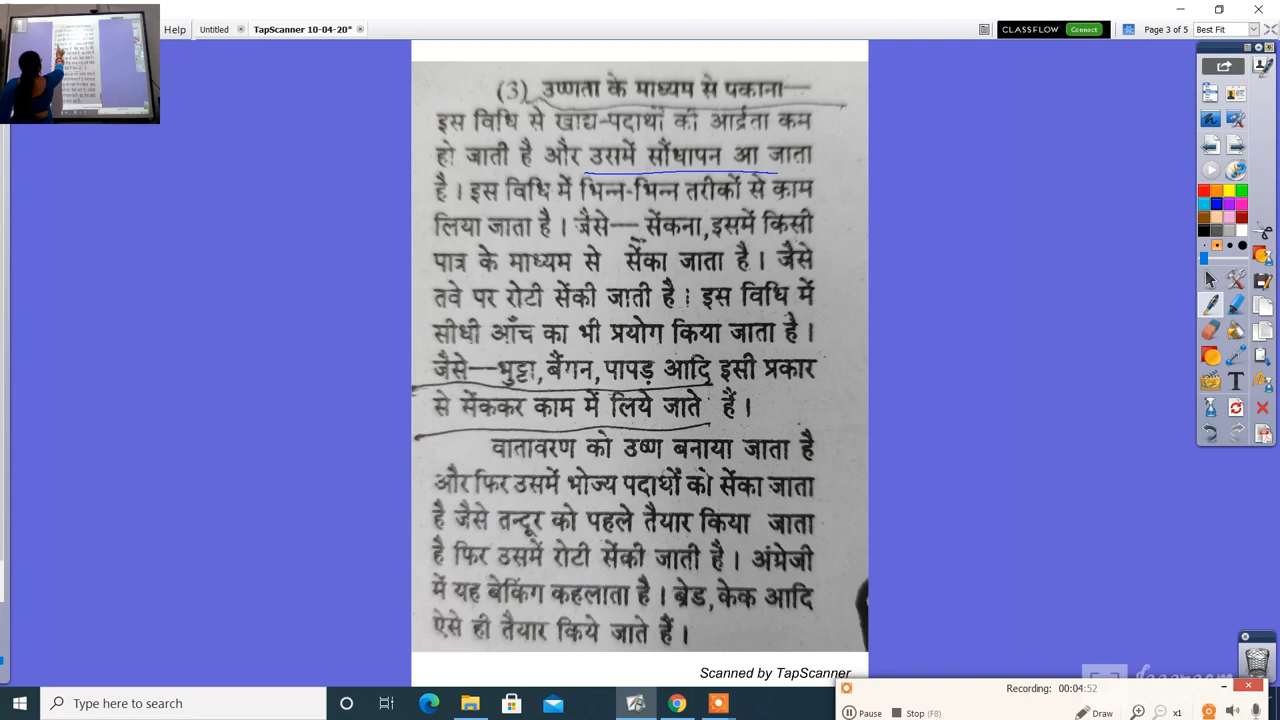 Help
Untitled
TapScanner 10-04-20*
CLASSFLOW
Connect
Page 3 of 5
Best Fit
(3) उष्णता के माध्यम से पकाना—
इस विधि से खाद्य-पदार्थों की आर्द्रता कम
हो जाती है और उसमें सौंधापन आ जाता
है। इस विधि में भिन्न-भिन्न तरीकों से काम
लिया जाता है। जैसे— सेंकना, इसमें किसी
पात्र के माध्यम से सेंका जाता है। जैसे
तवे पर रोटी सेंकी जाती है। इस विधि में
सीधी आँच का भी प्रयोग किया जाता है।
जैसे—भुट्टा, बैंगन, पापड़ आदि इसी प्रकार
से सेंककर काम में लिये जाते हैं।
वातावरण को उष्ण बनाया जाता है
और फिर उसमें भोज्य पदार्थों को सेंका जाता
है जैसे तन्दूर को पहले तैयार किया जाता
है फिर उसमें रोटी सेंकी जाती है। अंग्रेजी
में यह बेकिंग कहलाता है। ब्रेड, केक आदि
ऐसे ही तैयार किये जाते हैं।
Scanned by TapScanner
Recording: 00:04:52
Pause
Stop (F8)
Draw
x1
Type here to search